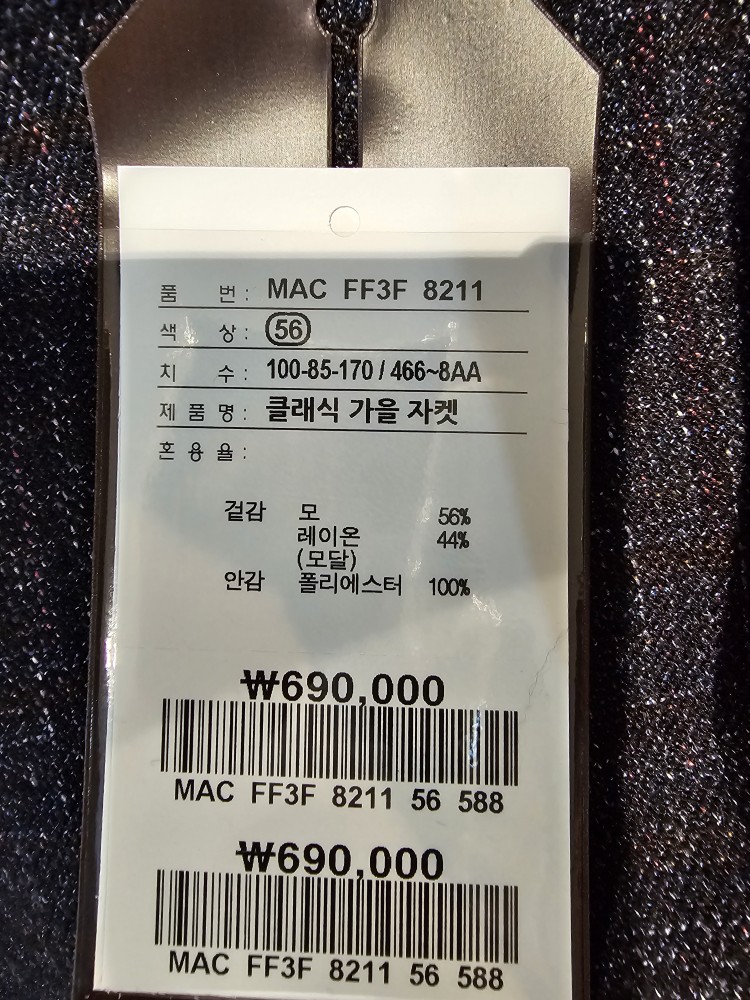 품 번 : MAC FF3F 8211
색 상 : 56
치 수 : 100-85-170 / 466~8AA
제 품 명 : 클래식 가을 자켓
혼 용 율 :
겉감 모 56%
레이온 44%
(모달)
안감 폴리에스터 100%
₩690,000
MAC FF3F 8211 56 588
₩690,000
MAC FF3F 8211 56 588